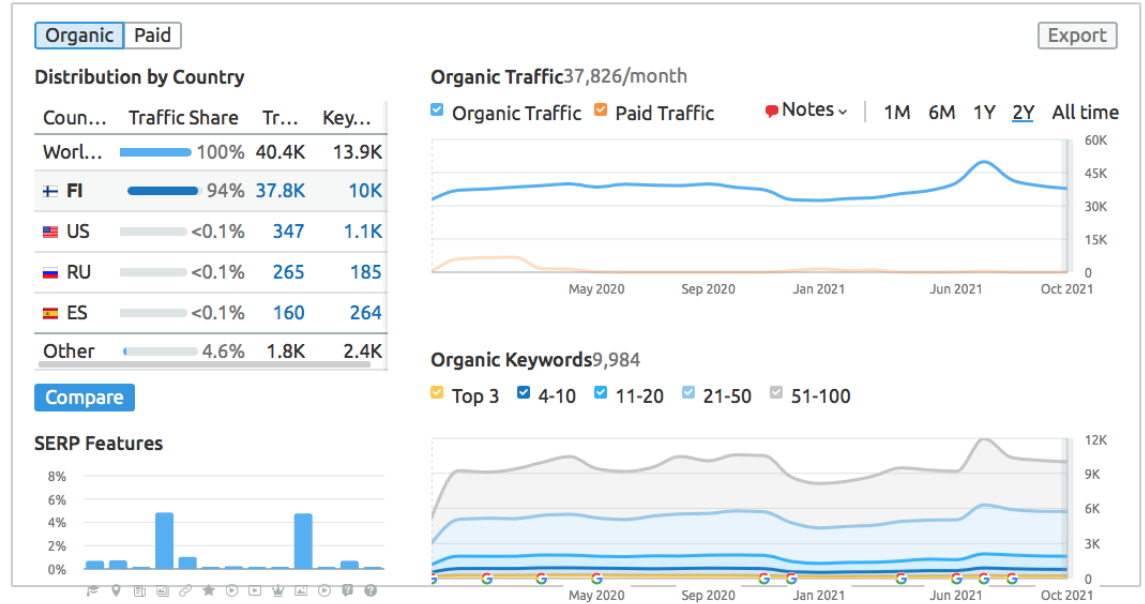 Organic Paid
Export
Distribution by Country
Coun... Traffic Share Tr... Key...
Worl... 100% 40.4K 13.9K
FI 94% 37.8K 10K
US <0.1% 347 1.1K
RU <0.1% 265 185
ES <0.1% 160 264
Other 4.6% 1.8K 2.4K
Compare
SERP Features
8%
6%
4%
2%
0%
Organic Traffic37,826/month
Organic Traffic Paid Traffic Notes 1M 6M 1Y 2Y All time
60K
45K
30K
15K
0
May 2020 Sep 2020 Jan 2021 Jun 2021 Oct 2021
Organic Keywords9,984
Top 3 4-10 11-20 21-50 51-100
12K
9K
6K
3K
0
G G G G G G G G G G
May 2020 Sep 2020 Jan 2021 Jun 2021 Oct 2021